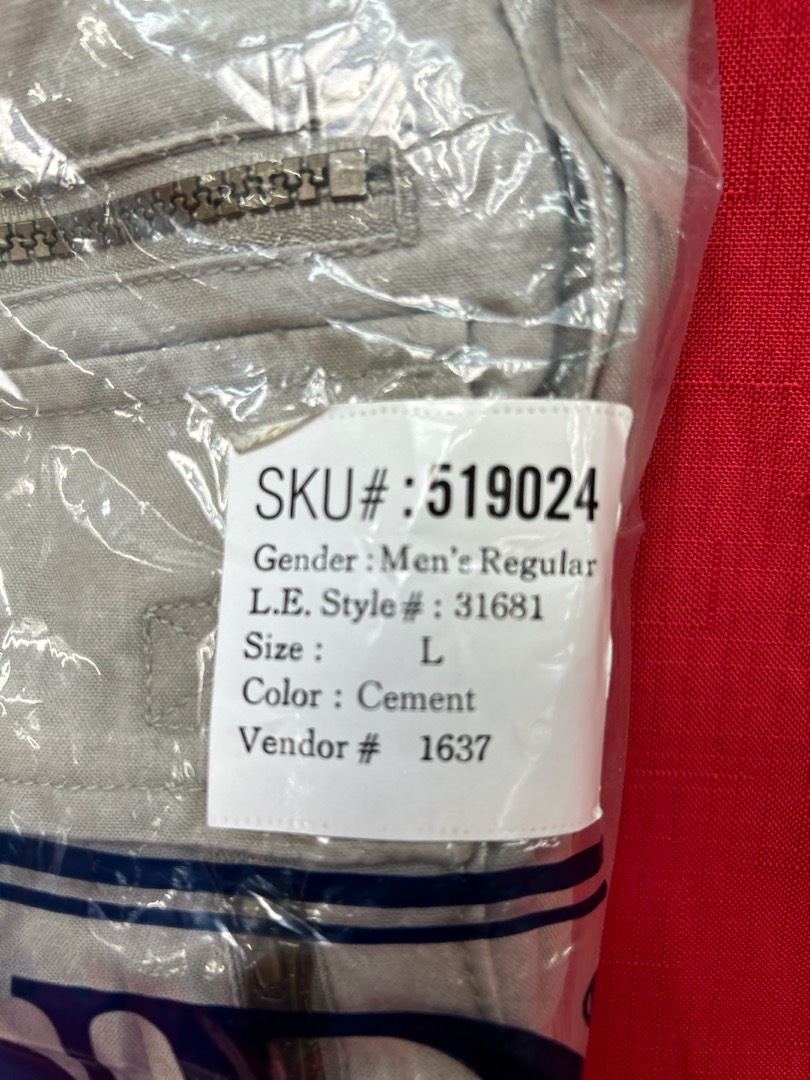 SKU# : 519024
Gender : Men's Regular
L.E. Style # : 31681
Size : L
Color : Cement
Vendor # 1637